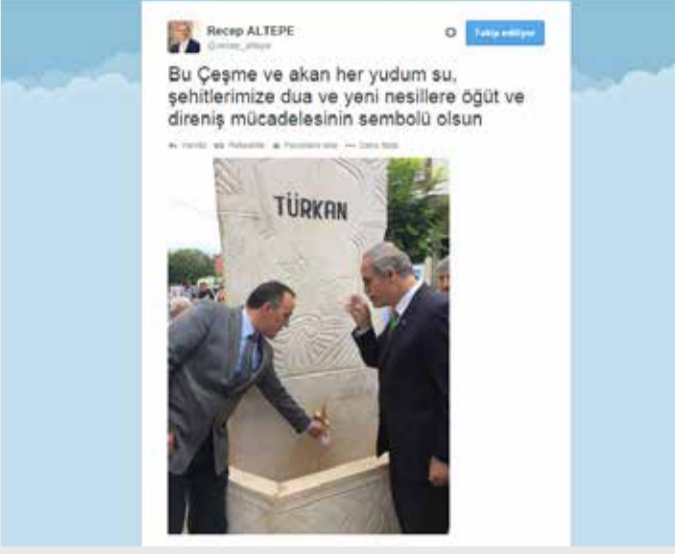 Recep ALTEPE
@recep_altepe
Takip ediliyor
Bu Çeşme ve akan her yudum su,
şehitlerimize dua ve yeni nesillere öğüt ve
direniş mücadelesinin sembolü olsun
TÜRKAN